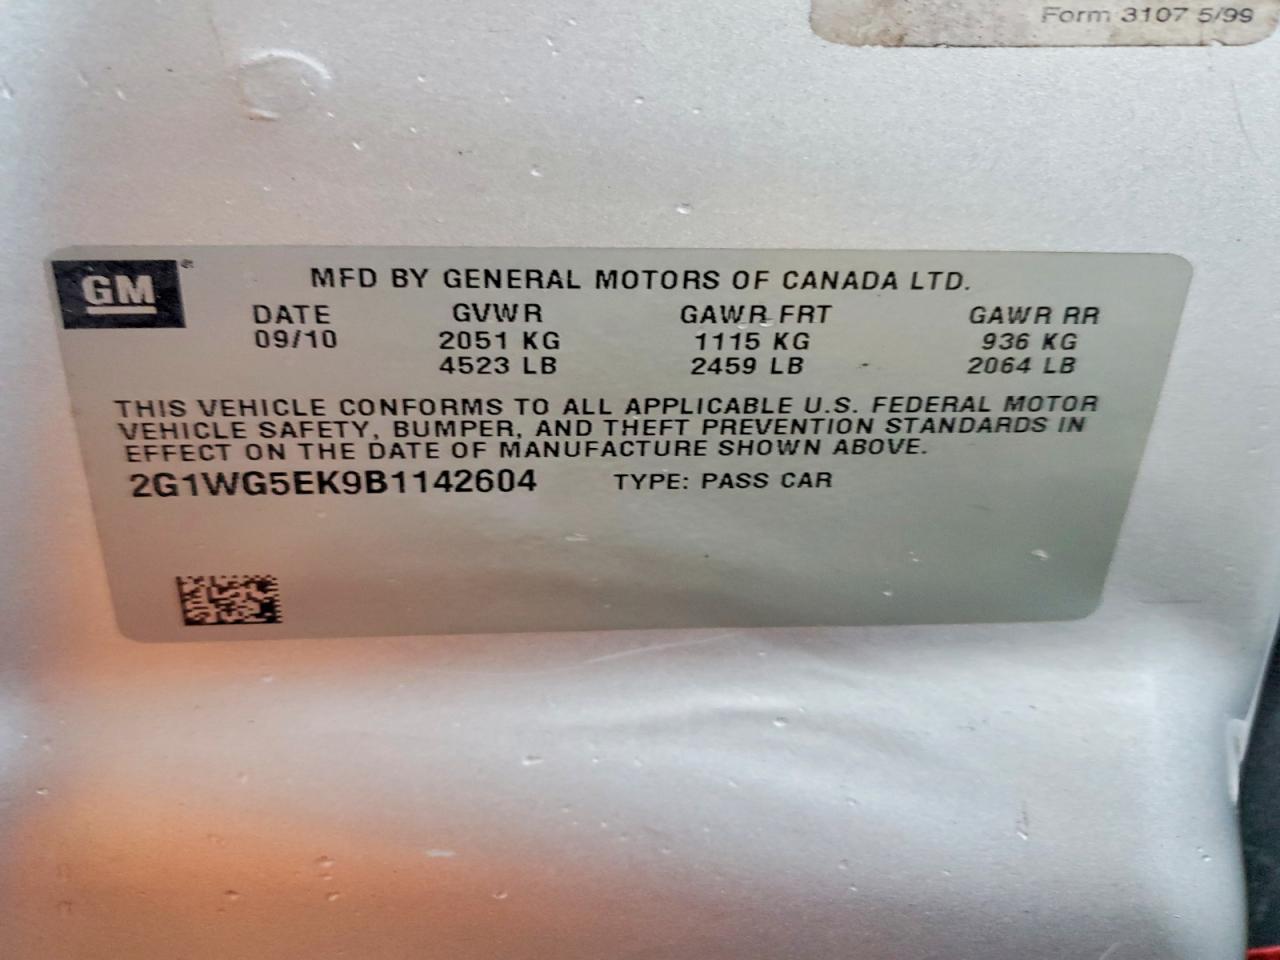 Form 3107 5/99
GM
MFD BY GENERAL MOTORS OF CANADA LTD.
DATE GVWR GAWR FRT GAWR RR
09/10 2051 KG 1115 KG 936 KG
4523 LB 2459 LB 2064 LB
THIS VEHICLE CONFORMS TO ALL APPLICABLE U.S. FEDERAL MOTOR
VEHICLE SAFETY, BUMPER, AND THEFT PREVENTION STANDARDS IN
EFFECT ON THE DATE OF MANUFACTURE SHOWN ABOVE.
2G1WG5EK9B1142604 TYPE: PASS CAR